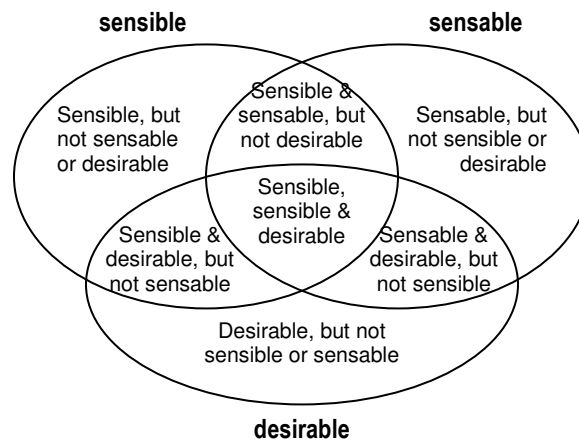 sensible
sensable
Sensible, but
not sensable
or desirable
Sensible &
sensable, but
not desirable
Sensable, but
not sensible or
desirable
Sensible,
sensible &
desirable
Sensible &
desirable, but
not sensable
Sensable &
desirable, but
not sensible
Desirable, but not
sensible or sensable
desirable